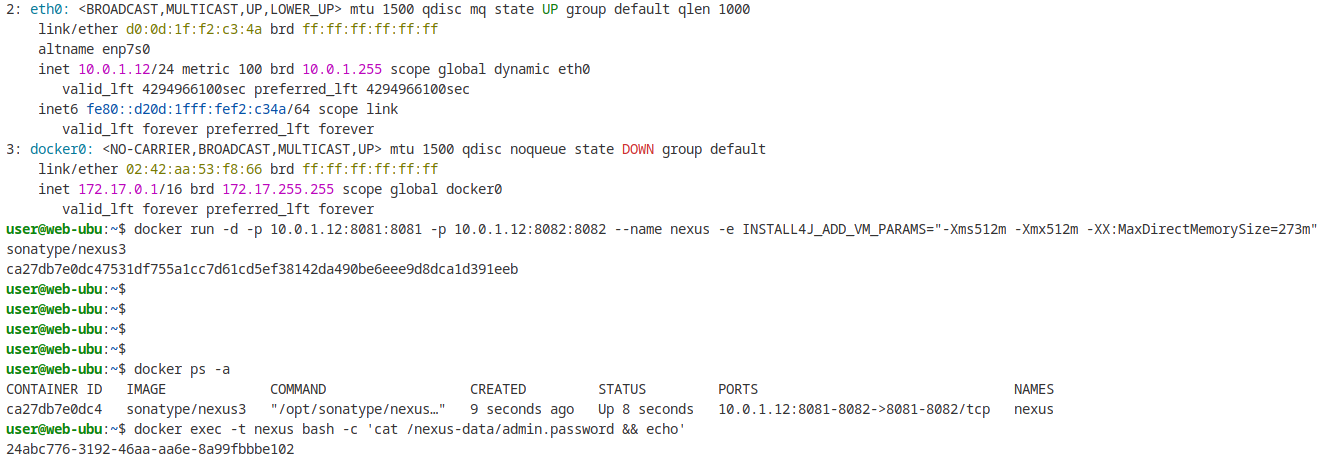 2: eth0: <BROADCAST,MULTICAST,UP,LOWER_UP> mtu 1500 qdisc mq state UP group default qlen 1000
    link/ether d0:0d:1f:f2:c3:4a brd ff:ff:ff:ff:ff:ff
    altname enp7s0
    inet 10.0.1.12/24 metric 100 brd 10.0.1.255 scope global dynamic eth0
       valid_lft 4294966100sec preferred_lft 4294966100sec
    inet6 fe80::d20d:1fff:fef2:c34a/64 scope link
       valid_lft forever preferred_lft forever
3: docker0: <NO-CARRIER,BROADCAST,MULTICAST,UP> mtu 1500 qdisc noqueue state DOWN group default
    link/ether 02:42:aa:53:f8:66 brd ff:ff:ff:ff:ff:ff
    inet 172.17.0.1/16 brd 172.17.255.255 scope global docker0
       valid_lft forever preferred_lft forever
user@web-ubu:~$ docker run -d -p 10.0.1.12:8081:8081 -p 10.0.1.12:8082:8082 --name nexus -e INSTALL4J_ADD_VM_PARAMS="-Xms512m -Xmx512m -XX:MaxDirectMemorySize=273m"
sonatype/nexus3
ca27db7e0dc47531df755a1cc7d61cd5ef38142da490be6eee9d8dca1d391eeb
user@web-ubu:~$
user@web-ubu:~$
user@web-ubu:~$
user@web-ubu:~$
user@web-ubu:~$ docker ps -a
CONTAINER ID   IMAGE             COMMAND                  CREATED         STATUS         PORTS                                NAMES
ca27db7e0dc4   sonatype/nexus3   "/opt/sonatype/nexus…"   9 seconds ago   Up 8 seconds   10.0.1.12:8081-8082->8081-8082/tcp   nexus
user@web-ubu:~$ docker exec -t nexus bash -c 'cat /nexus-data/admin.password && echo'
24abc776-3192-46aa-aa6e-8a99fbbbe102